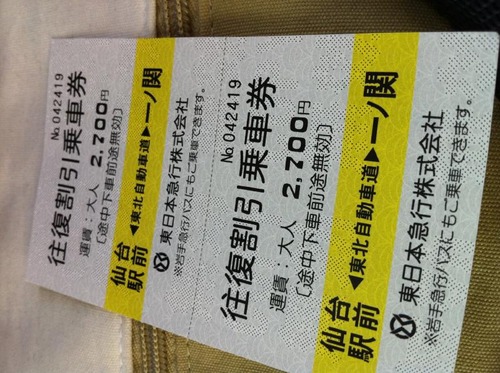 No.042419
往復割引乗車券
運賃：大人 2,700円
〔途中下車前途無効〕
仙台駅前 ◀東北自動車道▶ 一ノ関
東日本急行株式会社
※岩手急行バスにもご乗車できます。
No.042419
往復割引乗車券
運賃：大人 2,700円
〔途中下車前途無効〕
仙台駅前 ◀東北自動車道▶ 一ノ関
東日本急行株式会社
※岩手急行バスにもご乗車できます。